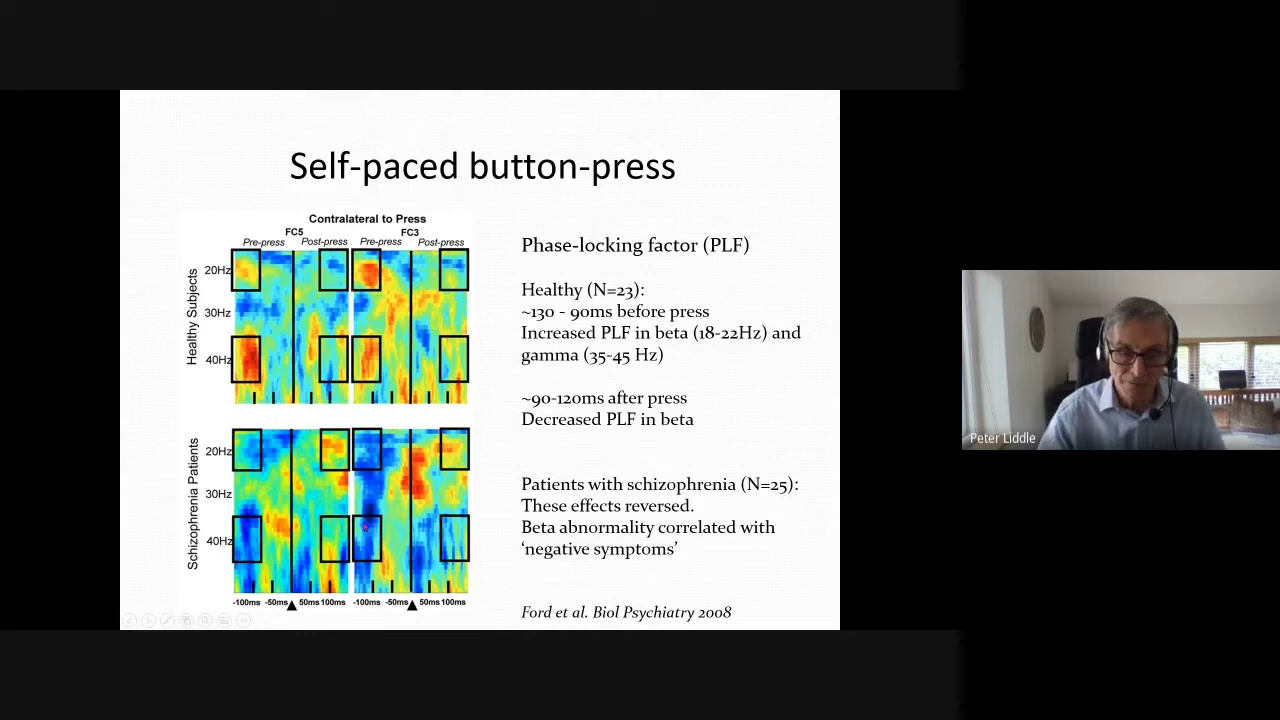 Self-paced button-press
Contralateral to Press
FC5 FC3
Pre-press Post-press Pre-press Post-press
Healthy Subjects
20Hz
30Hz
40Hz
Schizophrenia Patients
20Hz
30Hz
40Hz
-100ms -50ms 50ms 100ms -100ms -50ms 50ms 100ms
Phase-locking factor (PLF)
Healthy (N=23):
~130 - 90ms before press
Increased PLF in beta (18-22Hz) and
gamma (35-45 Hz)
~90-120ms after press
Decreased PLF in beta
Patients with schizophrenia (N=25):
These effects reversed.
Beta abnormality correlated with
‘negative symptoms’
Ford et al. Biol Psychiatry 2008
Peter Liddle